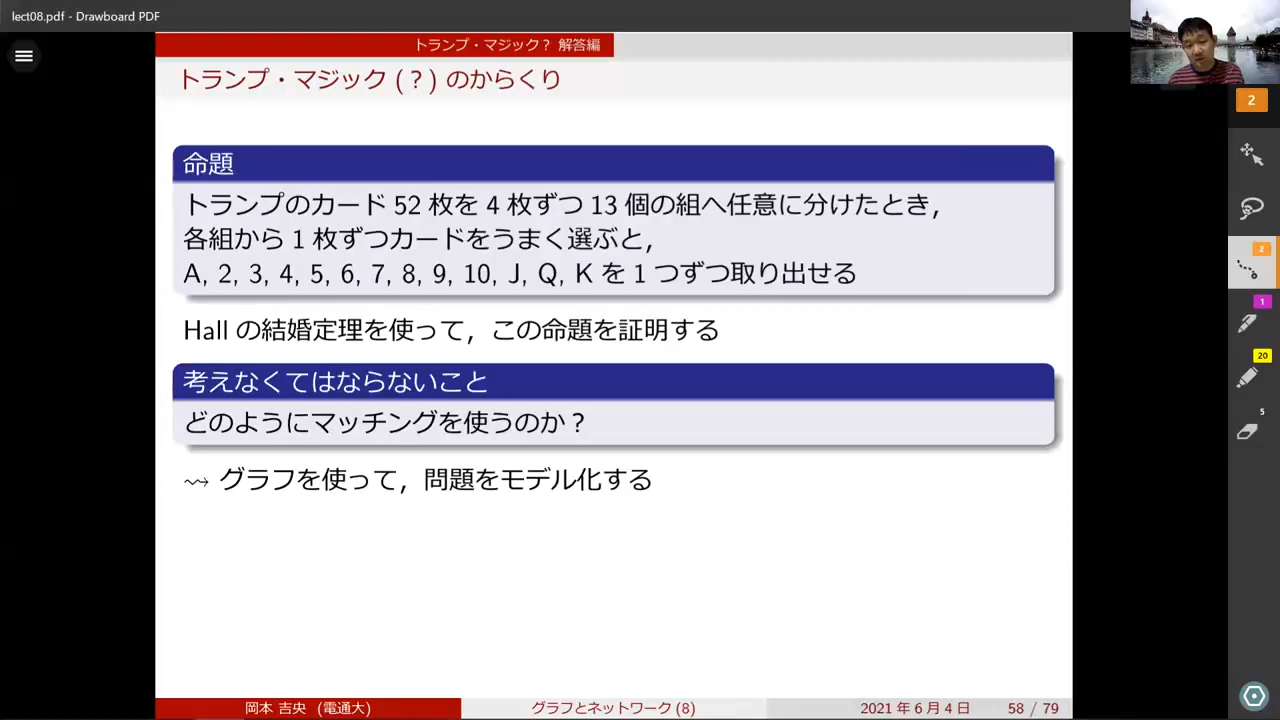 lect08.pdf - Drawboard PDF
トランプ・マジック？ 解答編
トランプ・マジック (？) のからくり
2
命題
トランプのカード 52 枚を 4 枚ずつ 13 個の組へ任意に分けたとき，
各組から 1 枚ずつカードをうまく選ぶと，
A, 2, 3, 4, 5, 6, 7, 8, 9, 10, J, Q, K を 1 つずつ取り出せる
2
1
Hall の結婚定理を使って，この命題を証明する
20
考えなくてはならないこと
5
どのようにマッチングを使うのか？
⇝ グラフを使って，問題をモデル化する
岡本 吉央 (電通大)
グラフとネットワーク (8)
2021 年 6 月 4 日
58 / 79